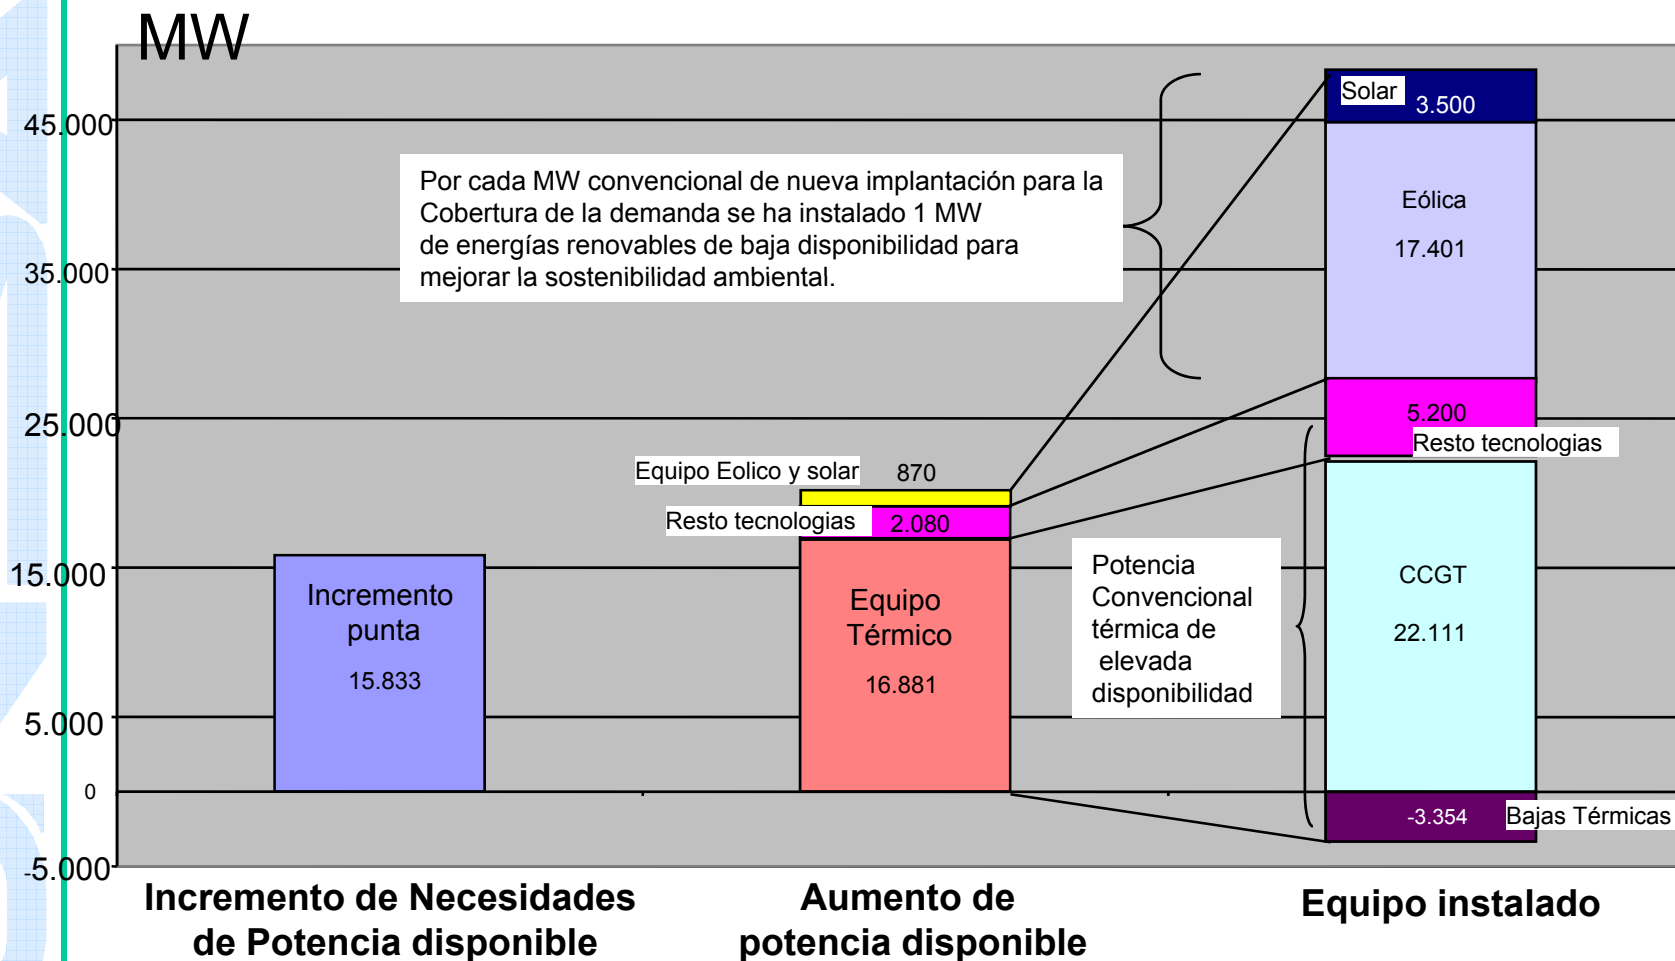 MW
45.000
35.000
25.000
15.000
5.000
0
-5.000
Por cada MW convencional de nueva implantación para la
Cobertura de la demanda se ha instalado 1 MW
de energías renovables de baja disponibilidad para
mejorar la sostenibilidad ambiental.
Incremento
punta
15.833
Equipo Eolico y solar
870
Resto tecnologias
2.080
Equipo
Térmico
16.881
Potencia
Convencional
térmica de
elevada
disponibilidad
Solar
3.500
Eólica
17.401
5.200
Resto tecnologias
CCGT
22.111
-3.354
Bajas Térmicas
Incremento de Necesidades
de Potencia disponible
Aumento de
potencia disponible
Equipo instalado